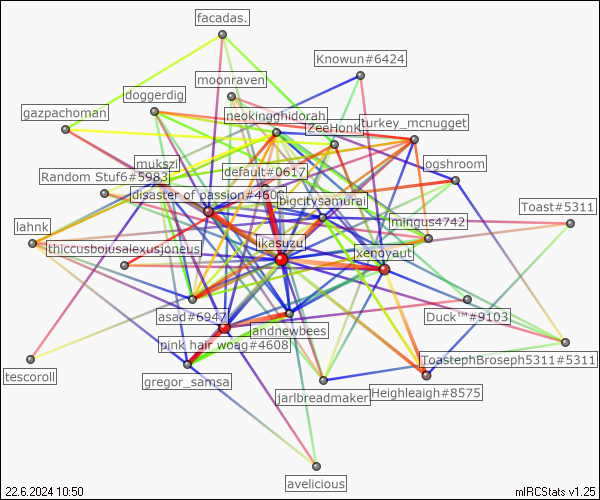 facadas.
Knowun#6424
moonraven
doggerdig
gazpachoman
neokingghidorah
turkey_mcnugget
ZeeHonk
mukszi
ogshroom
default#0617
Random Stuf6#5983
disaster of passion#4606
bigcitysamurai
Toast#5311
mingus4742
lahnk
likasuzu
thiccusboiusalexusjoneus
xenoyaut
asad#6947
Duck™#9103
andnewbees
pink hair woag#4608
ToastephBroseph5311#5311
tescoroll
gregor_samsa
jarlbreadmaker
Heighleaigh#8575
avelicious
22.6.2024 10:50
mIRCStats v1.25